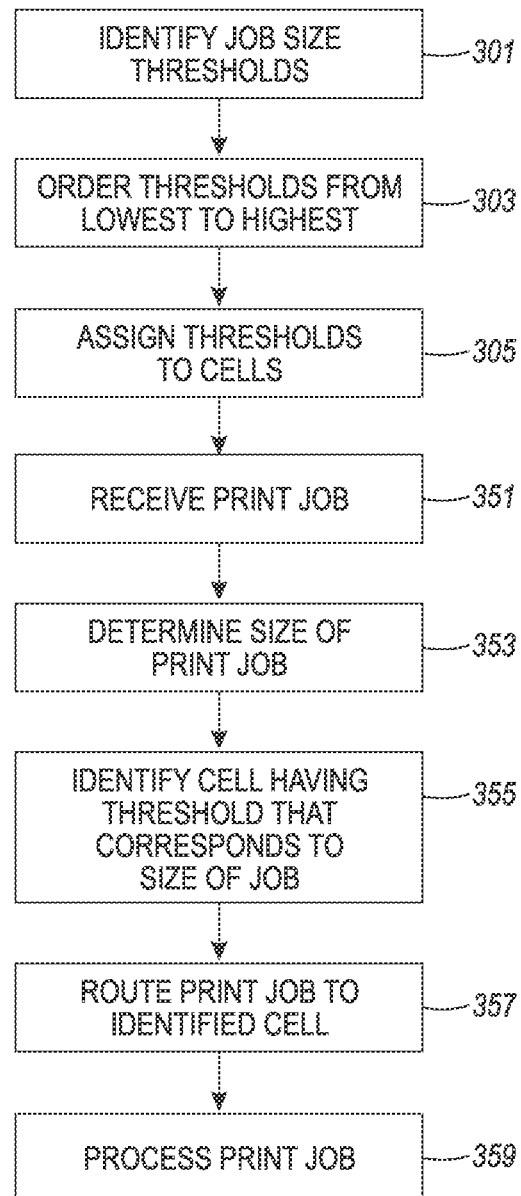 IDENTIFY JOB SIZE
THRESHOLDS
301
ORDER THRESHOLDS FROM
LOWEST TO HIGHEST
303
ASSIGN THRESHOLDS
TO CELLS
305
RECEIVE PRINT JOB
351
DETERMINE SIZE OF
PRINT JOB
353
IDENTIFY CELL HAVING
THRESHOLD THAT
CORRESPONDS TO
SIZE OF JOB
355
ROUTE PRINT JOB TO
IDENTIFIED CELL
357
PROCESS PRINT JOB
359